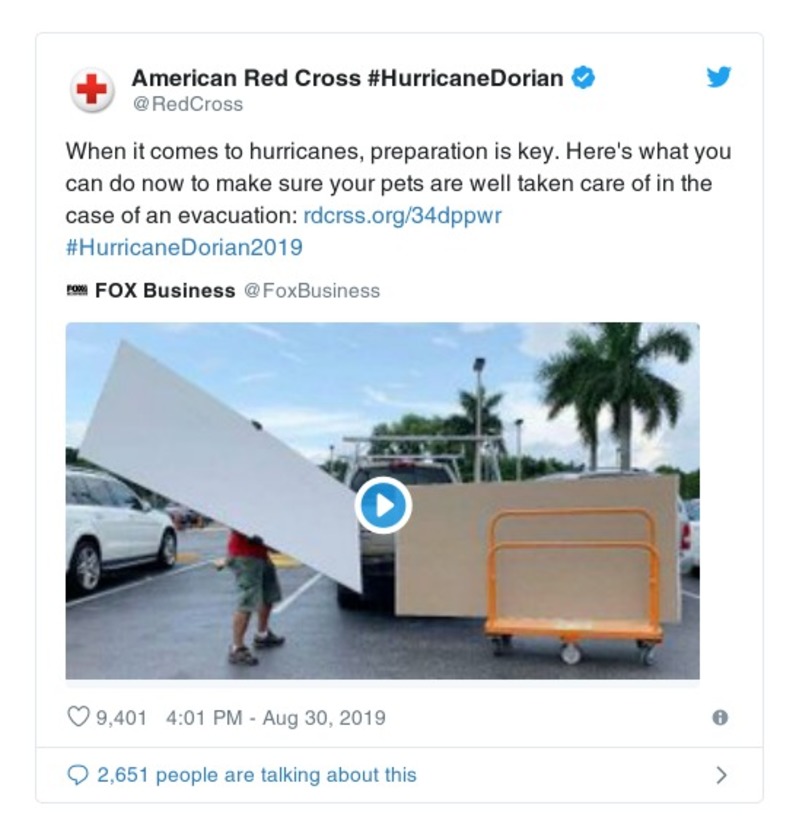 American Red Cross #HurricaneDorian
@RedCross
When it comes to hurricanes, preparation is key. Here's what you
can do now to make sure your pets are well taken care of in the
case of an evacuation: rdcrss.org/34dppwr
#HurricaneDorian2019
FOX Business @FoxBusiness
9,401 4:01 PM - Aug 30, 2019
2,651 people are talking about this